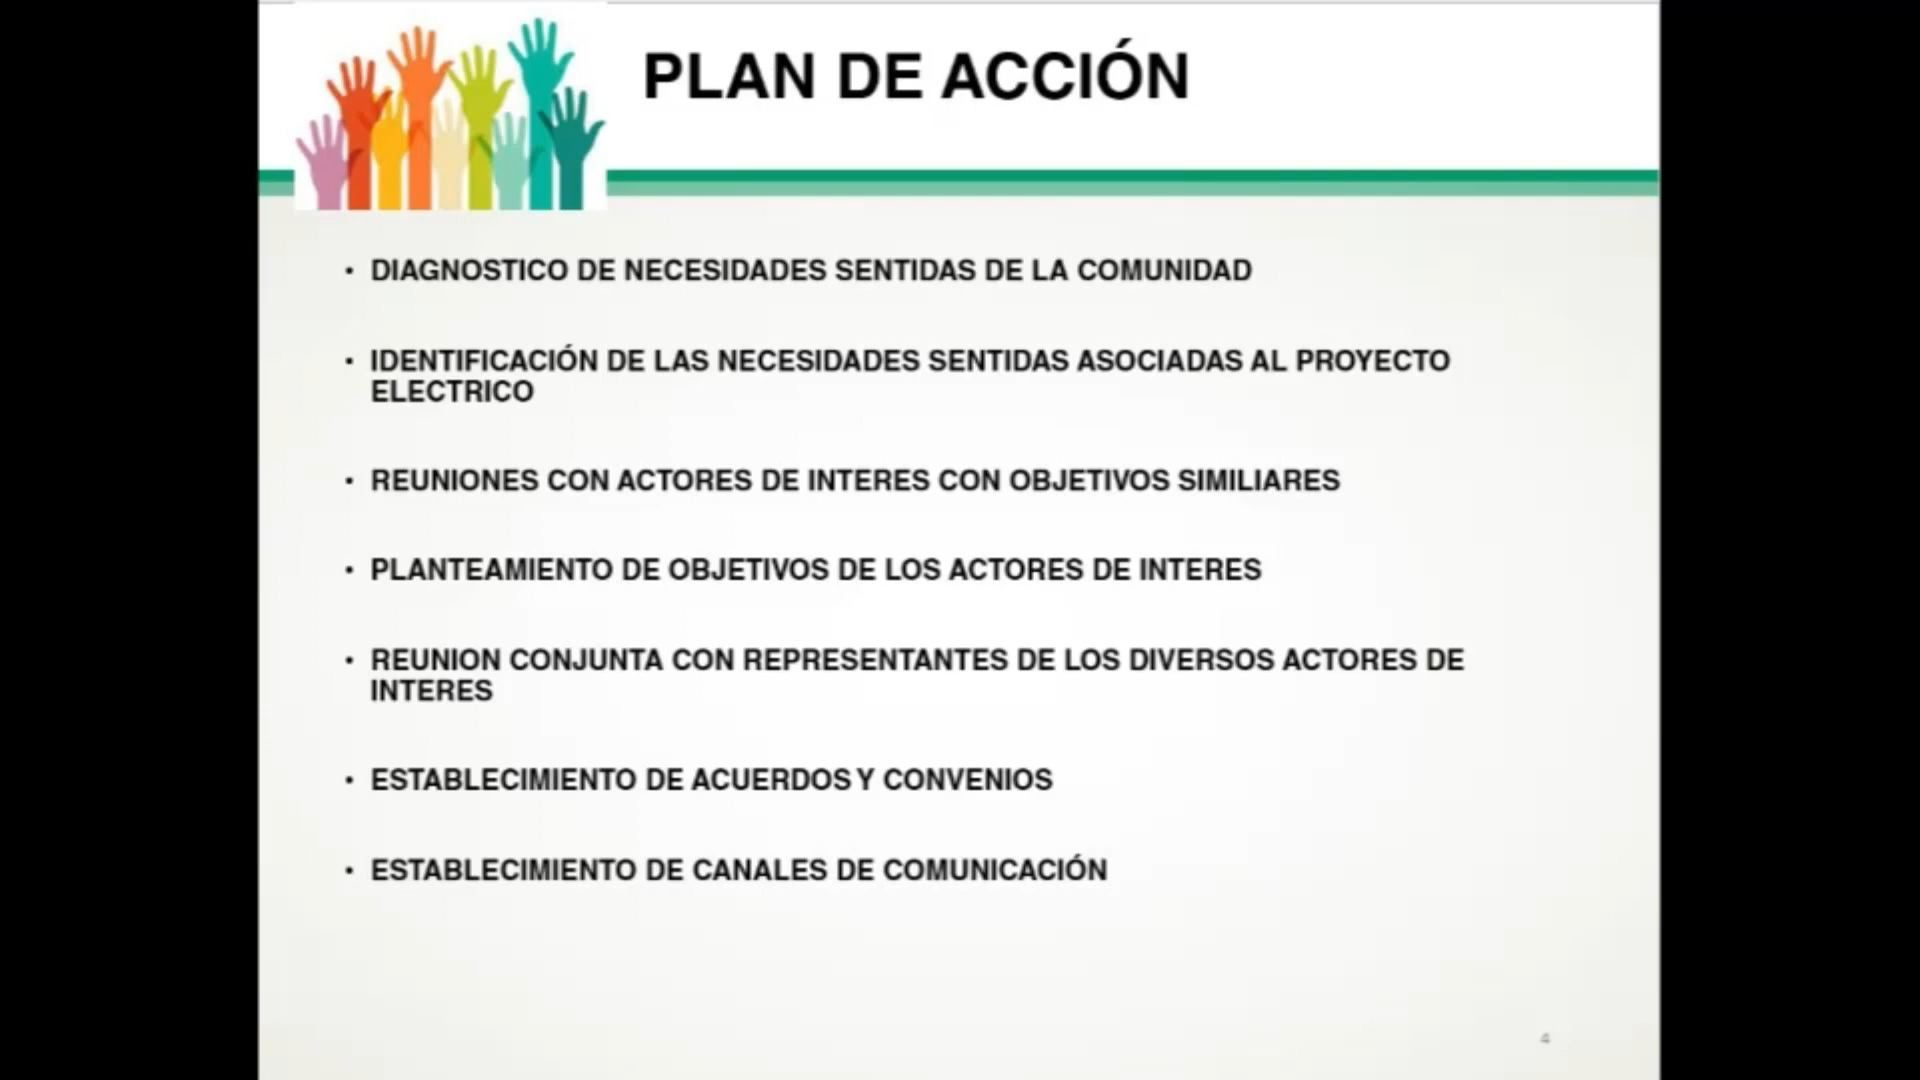 PLAN DE ACCIÓN
• DIAGNOSTICO DE NECESIDADES SENTIDAS DE LA COMUNIDAD
• IDENTIFICACIÓN DE LAS NECESIDADES SENTIDAS ASOCIADAS AL PROYECTO
ELECTRICO
• REUNIONES CON ACTORES DE INTERES CON OBJETIVOS SIMILIARES
• PLANTEAMIENTO DE OBJETIVOS DE LOS ACTORES DE INTERES
• REUNION CONJUNTA CON REPRESENTANTES DE LOS DIVERSOS ACTORES DE
INTERES
• ESTABLECIMIENTO DE ACUERDOS Y CONVENIOS
• ESTABLECIMIENTO DE CANALES DE COMUNICACIÓN
4